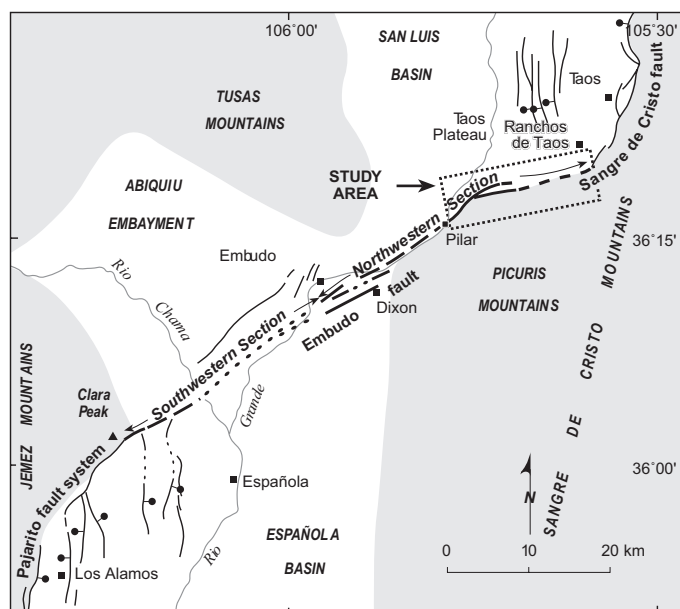 106°00'
105°30'
SAN LUIS
BASIN
Taos
TUSAS
MOUNTAINS
Taos
Plateau
Ranchos
de Taos
Sangre de Cristo fault
STUDY
AREA
ABIQUIU
EMBAYMENT
Northwestern Section
Pilar
36°15'
Embudo
Rio
Chama
PICURIS
MOUNTAINS
Dixon
Embudo fault
Southwestern Section
SANGRE DE CRISTO MOUNTAINS
JEMEZ MOUNTAINS
Clara
Peak
Grande
36°00'
Pajarito fault system
Española
N
ESPAÑOLA
BASIN
Rio
0 10 20 km
Los Alamos